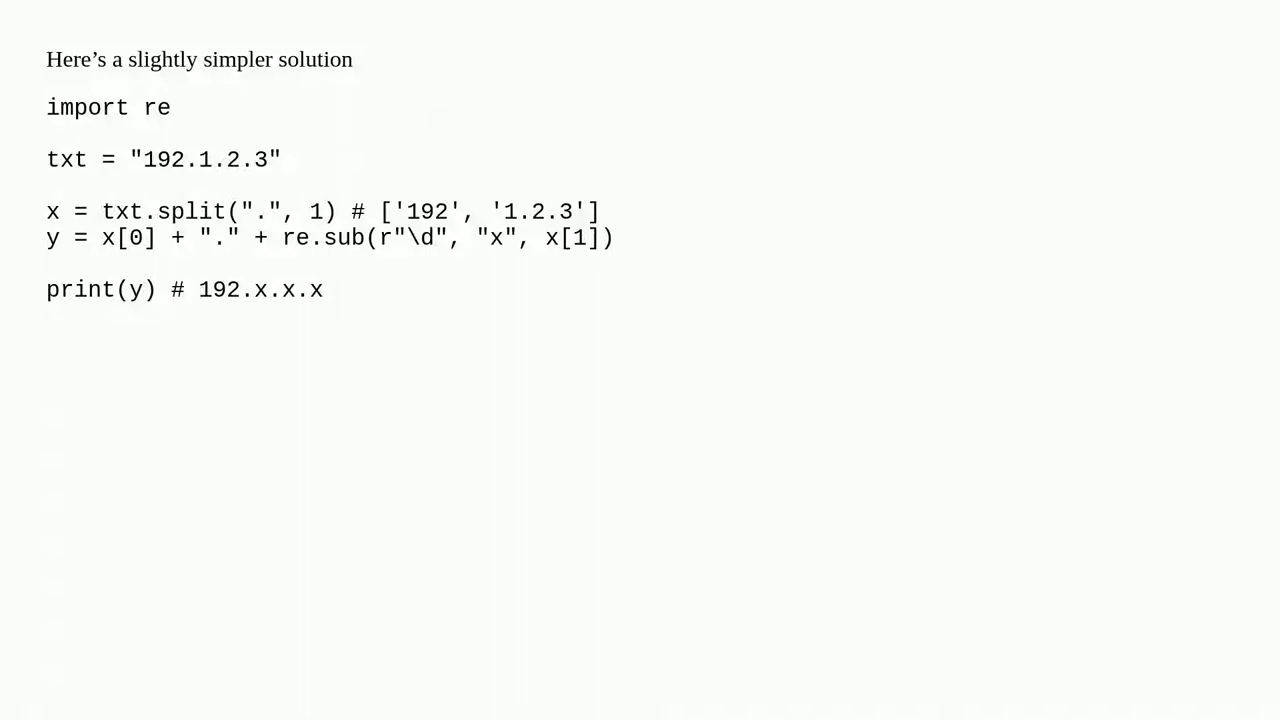 Here’s a slightly simpler solution
import re
txt = "192.1.2.3"
x = txt.split(".", 1) # ['192', '1.2.3']
y = x[0] + "." + re.sub(r"\d", "x", x[1])
print(y) # 192.x.x.x